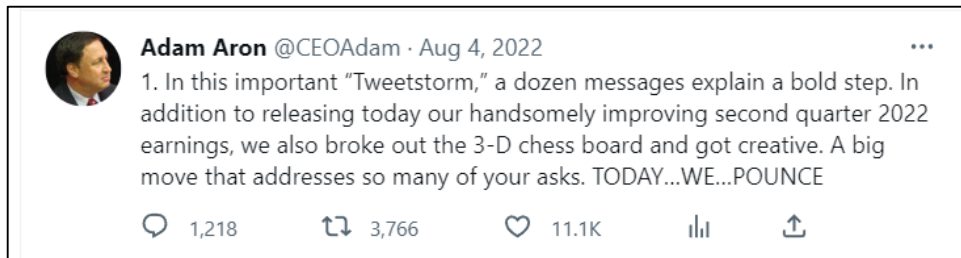 Adam Aron @CEOAdam · Aug 4, 2022
1. In this important “Tweetstorm,” a dozen messages explain a bold step. In
addition to releasing today our handsomely improving second quarter 2022
earnings, we also broke out the 3-D chess board and got creative. A big
move that addresses so many of your asks. TODAY...WE...POUNCE
1,218 3,766 11.1K